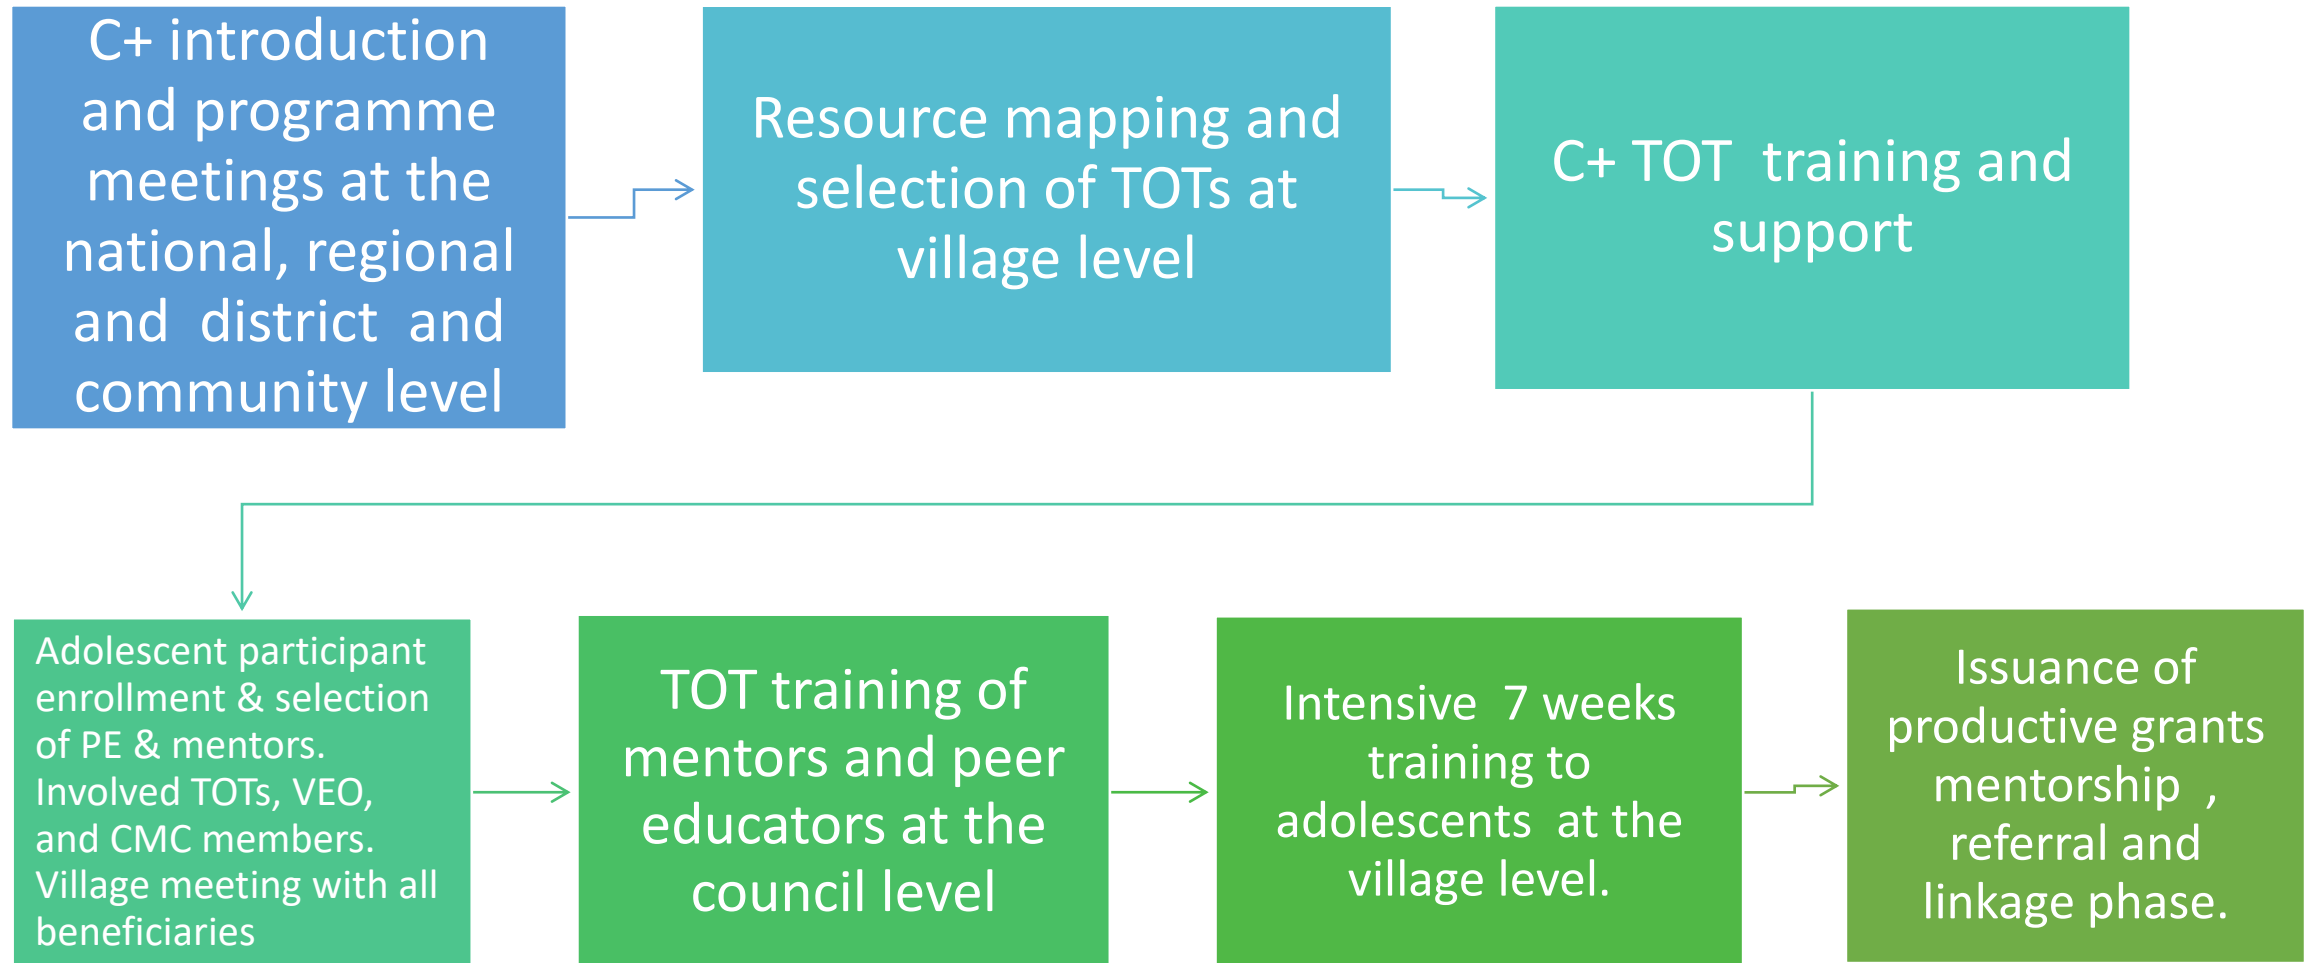 C+ introduction
and programme
meetings at the
national, regional
and district and
community level
Resource mapping and
selection of TOTs at
village level
C+ TOT training and
support
Adolescent participant
enrollment & selection
of PE & mentors.
Involved TOTs, VEO,
and CMC members.
Village meeting with all
beneficiaries
TOT training of
mentors and peer
educators at the
council level
Intensive 7 weeks
training to
adolescents at the
village level.
Issuance of
productive grants
mentorship ,
referral and
linkage phase.